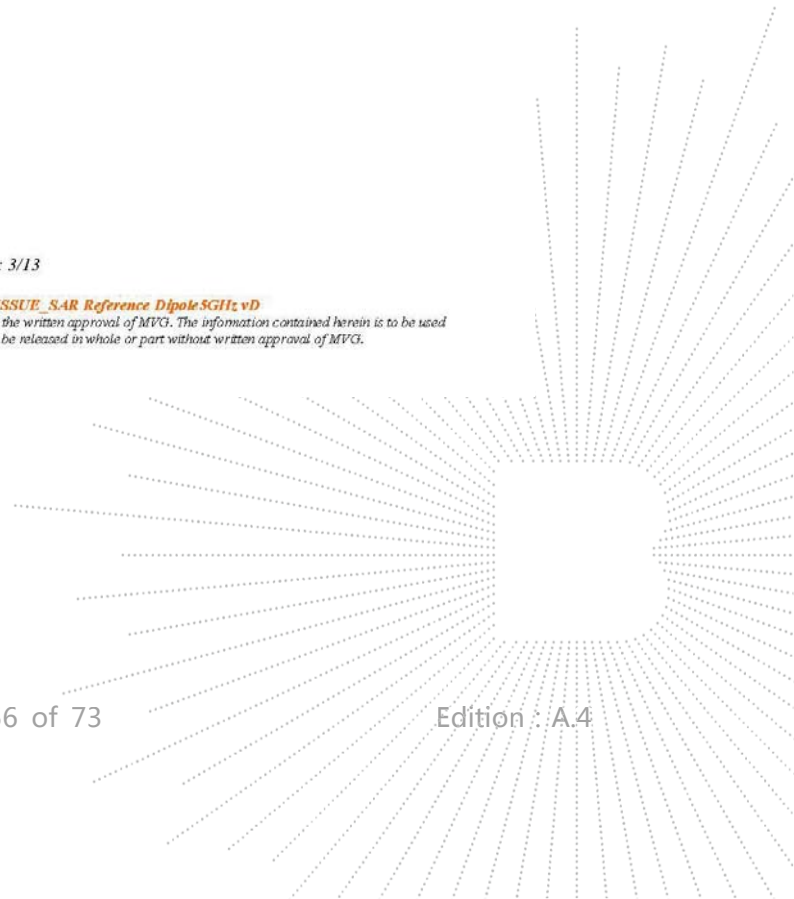 : 3/13
SSUE_SAR Reference Dipole5GHz vD
the written approval of MVG. The information contained herein is to be used
be released in whole or part without written approval of MVG.
6 of 73 Edition : A.4